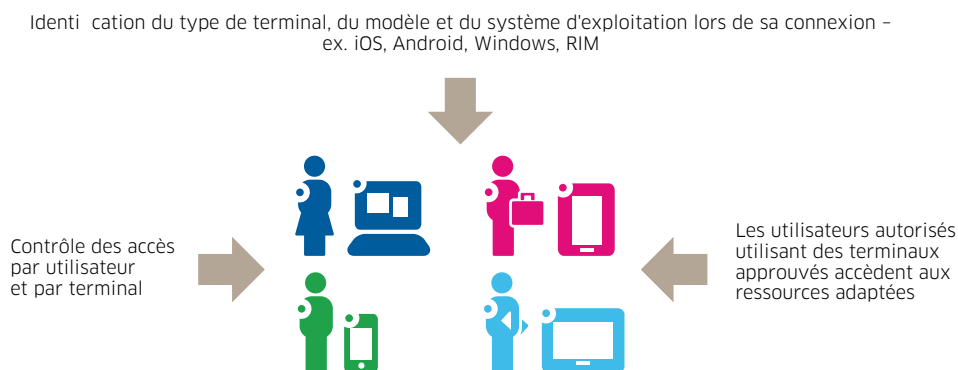 Identi cation du type de terminal, du modèle et du système d'exploitation lors de sa connexion –
ex. iOS, Android, Windows, RIM
Contrôle des accès
par utilisateur
et par terminal
Les utilisateurs autorisés
utilisant des terminaux
approuvés accèdent aux
ressources adaptées